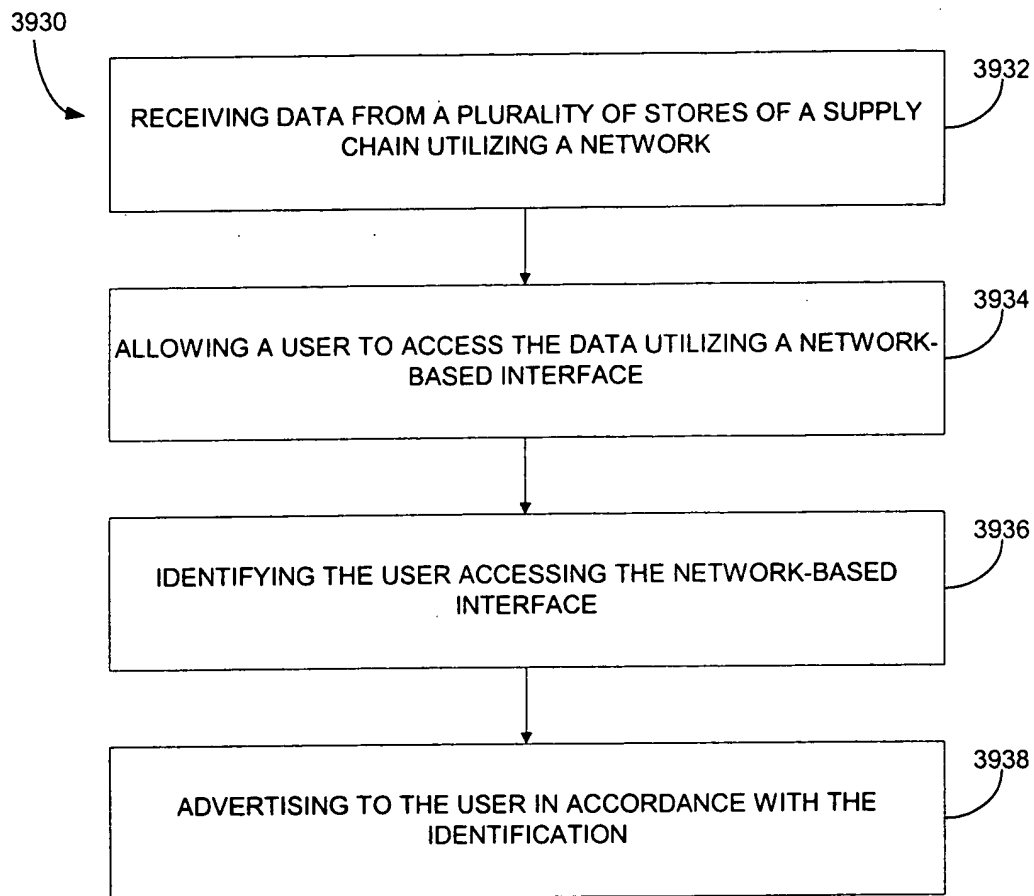 3930
3932
RECEIVING DATA FROM A PLURALITY OF STORES OF A SUPPLY
CHAIN UTILIZING A NETWORK
3934
ALLOWING A USER TO ACCESS THE DATA UTILIZING A NETWORK-
BASED INTERFACE
3936
IDENTIFYING THE USER ACCESSING THE NETWORK-BASED
INTERFACE
3938
ADVERTISING TO THE USER IN ACCORDANCE WITH THE
IDENTIFICATION